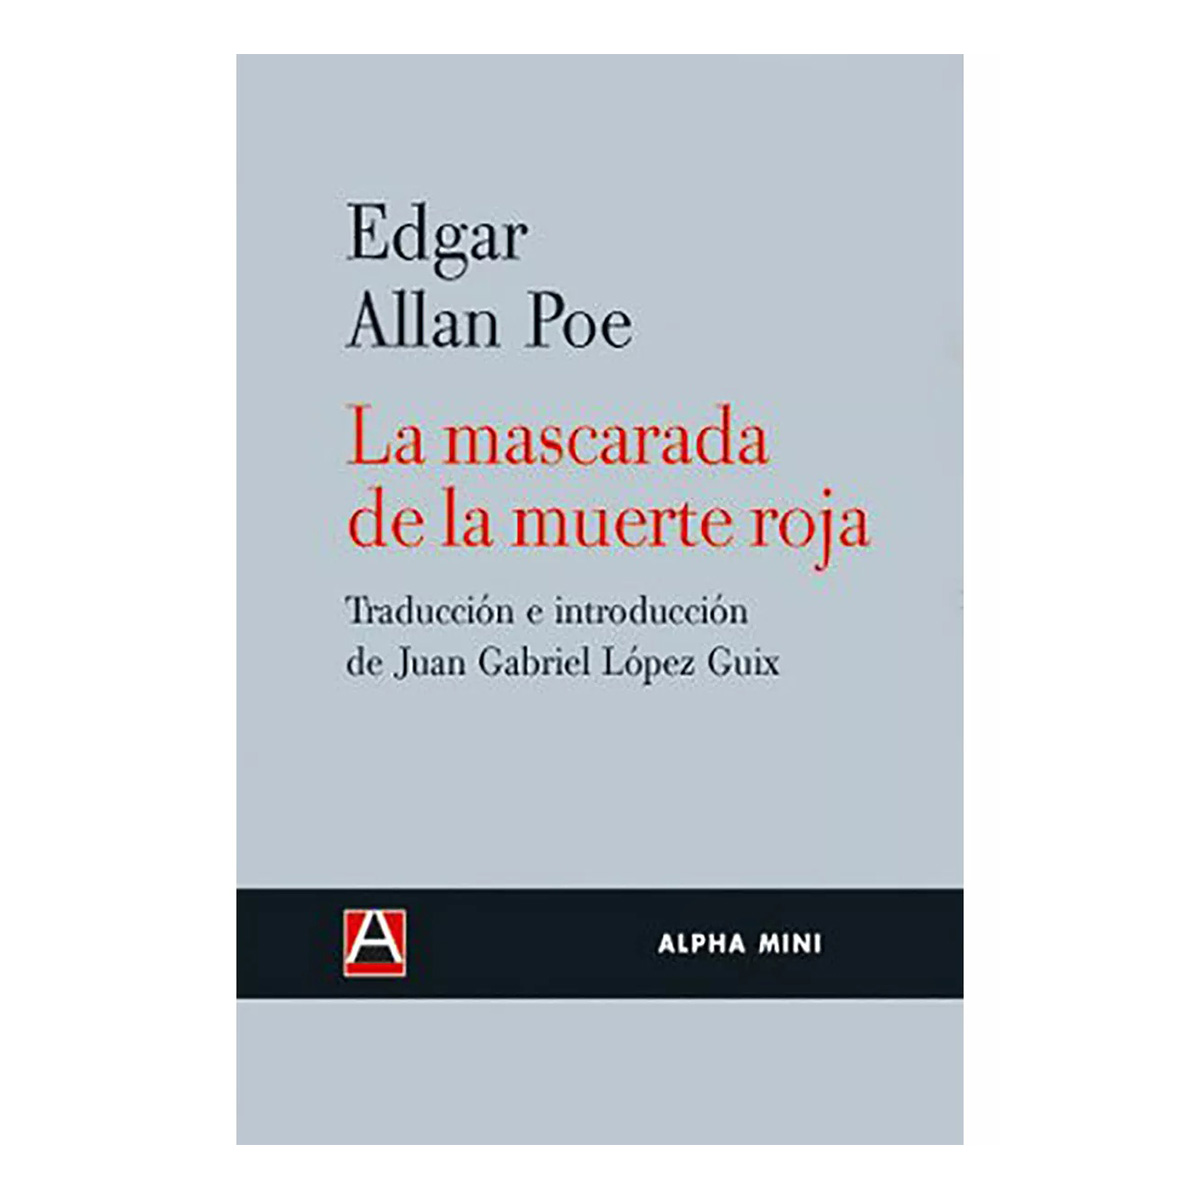 Edgar
Allan Poe
La mascarada
de la muerte roja
Traducción e introducción
de Juan Gabriel López Guix
A
ALPHA MINI